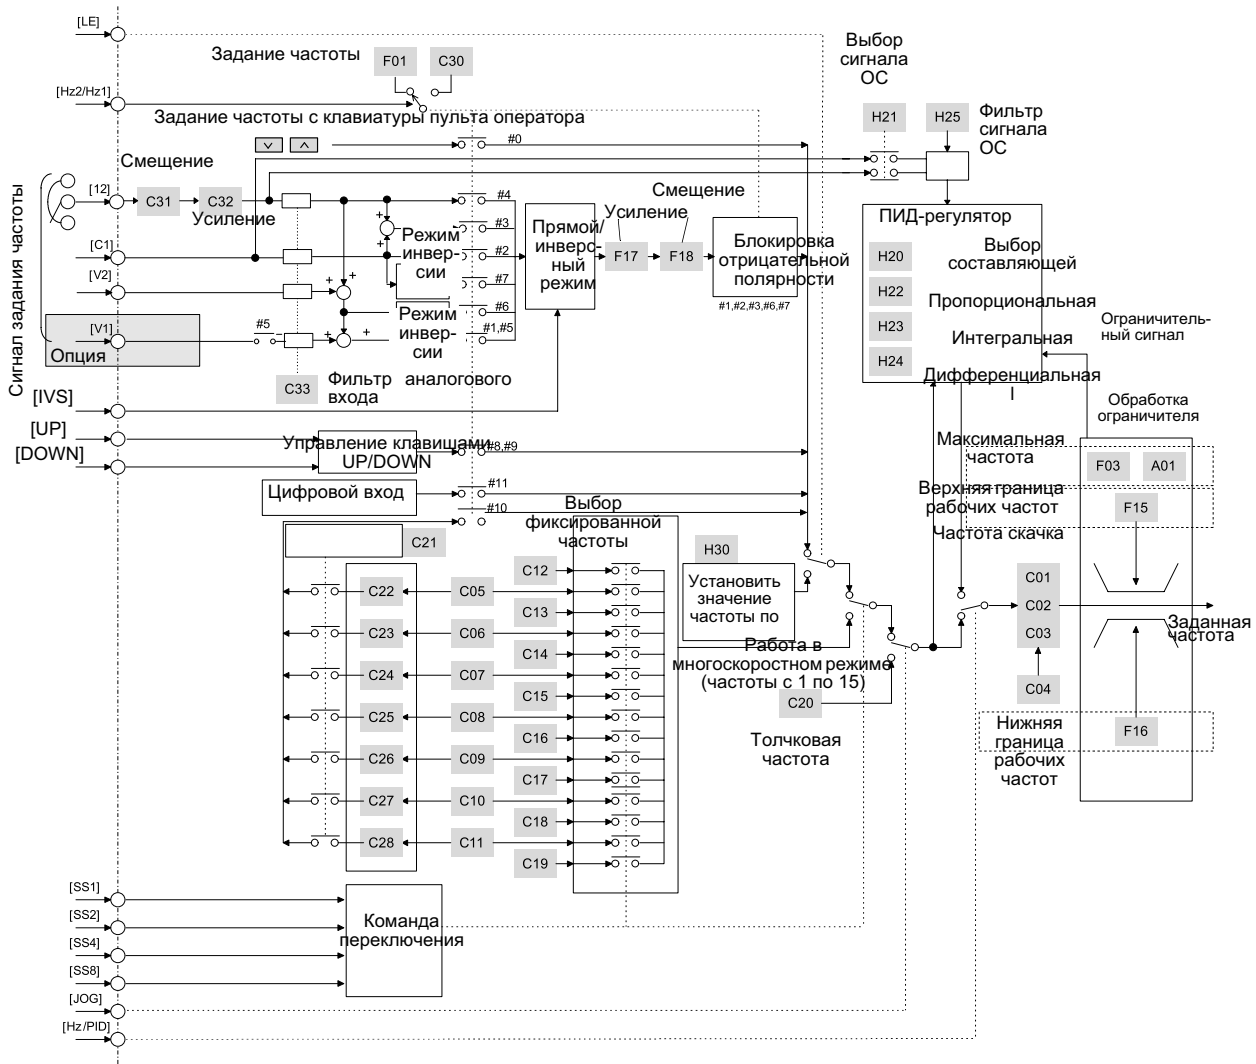 [LE]
Задание частоты
F01
C30
Выбор
сигнала
ОС
[Hz2/Hz1]
Задание частоты с клавиатуры пульта оператора
H21
H25
Фильтр
сигнала
ОС
#0
Смещение
[12]
C31
C32
Усиление
#4
Смещение
Усиление
ПИД-регулятор
Сигнал задания частоты
+
+
#3
Режим
инвер-
сии
Прямой/
инверс-
ный
режим
F17
F18
Блокировка
отрицательной
полярности
#1,#2,#3,#6,#7
[C1]
#2
H20
Выбор
составляющей
[V2]
+
+
#7
H22
Пропорциональная
#6
Режим
инвер-
сии
[V1]
Опция
#5
+
+
#1,#5
H23
Интегральная
H24
Дифференциальная
I
Ограничитель-
ный сигнал
C33
Фильтр аналогового
входа
[IVS]
Обработка
ограничителя
[UP]
[DOWN]
Управление клавищами
UP/DOWN
#8,#9
Максимальная
частота
F03
A01
Цифровой вход
#11
#10
Выбор
фиксированной
частоты
Верхняя граница
рабочих частот
F15
Частота скачка
C21
H30
Установить
значение
частоты по
C12
C22
C05
C13
C23
C06
C14
C24
C07
C15
C25
C08
C16
C26
C09
C17
C27
C10
C18
C28
C11
C19
C01
C02
C03
C04
Заданная
частота
Работа в
многоскоростном режиме
(частоты с 1 по 15)
C20
Толчковая
частота
Нижняя
граница
рабочих
частот
F16
[SS1]
[SS2]
[SS4]
[SS8]
Команда
переключения
[JOG]
[Hz/PID]